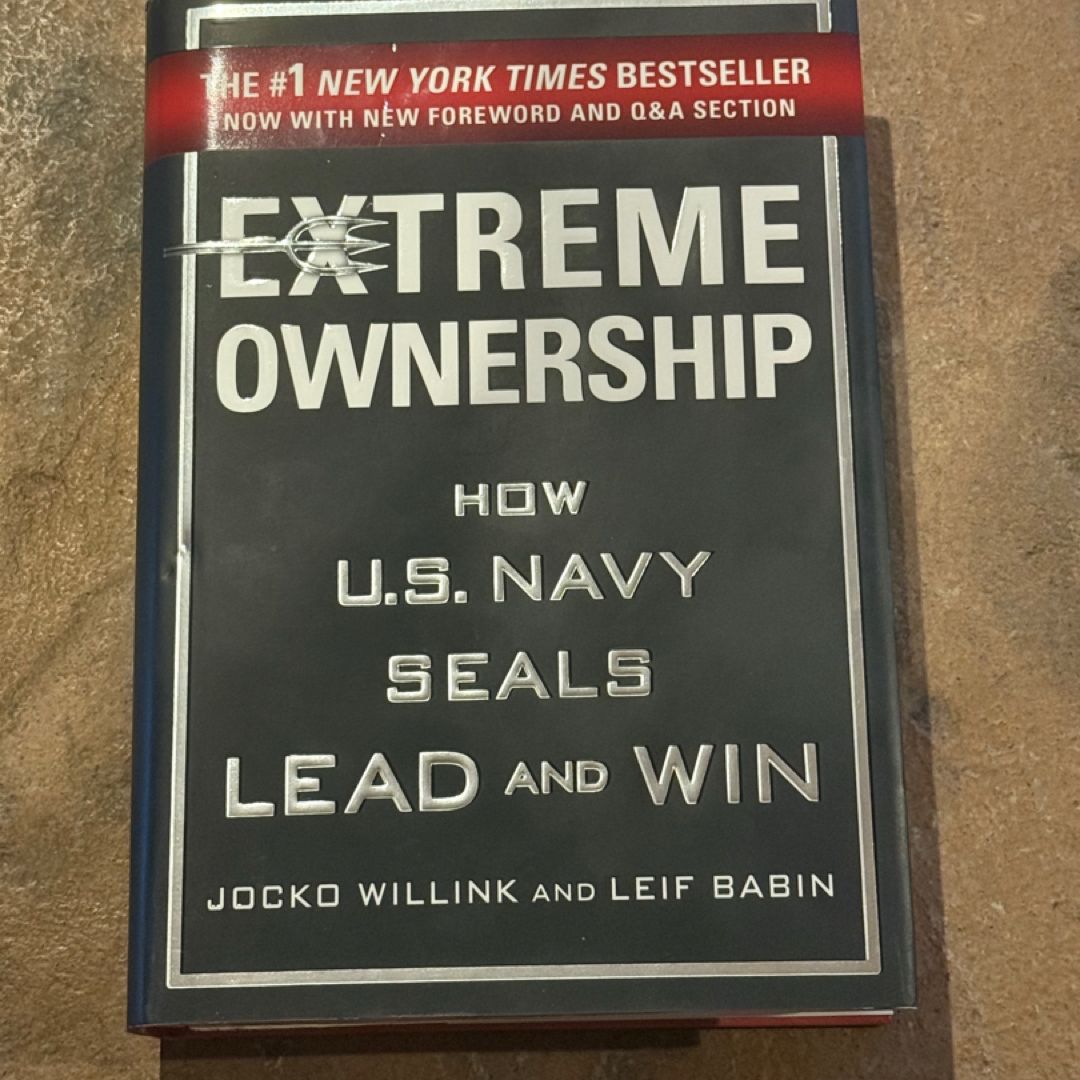 THE #1 NEW YORK TIMES BESTSELLER
NOW WITH NEW FOREWORD AND Q&A SECTION
EXTREME
OWNERSHIP
HOW
U.S. NAVY
SEALS
LEAD AND WIN
JOCKO WILLINK AND LEIF BABIN